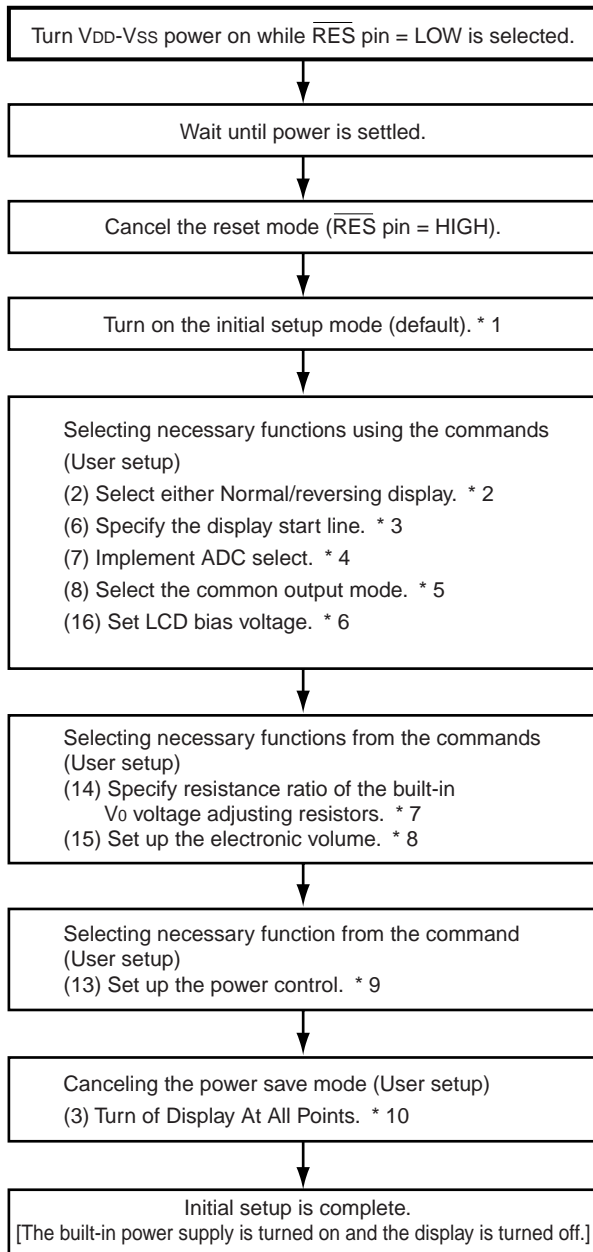 Turn VDD-VSS power on while R̅E̅S̅ pin = LOW is selected.
Wait until power is settled.
Cancel the reset mode (R̅E̅S̅ pin = HIGH).
Turn on the initial setup mode (default). * 1
Selecting necessary functions using the commands
(User setup)
(2) Select either Normal/reversing display. * 2
(6) Specify the display start line. * 3
(7) Implement ADC select. * 4
(8) Select the common output mode. * 5
(16) Set LCD bias voltage. * 6
Selecting necessary functions from the commands
(User setup)
(14) Specify resistance ratio of the built-in
V0 voltage adjusting resistors. * 7
(15) Set up the electronic volume. * 8
Selecting necessary function from the command
(User setup)
(13) Set up the power control. * 9
Canceling the power save mode (User setup)
(3) Turn of Display At All Points. * 10
Initial setup is complete.
[The built-in power supply is turned on and the display is turned off.]